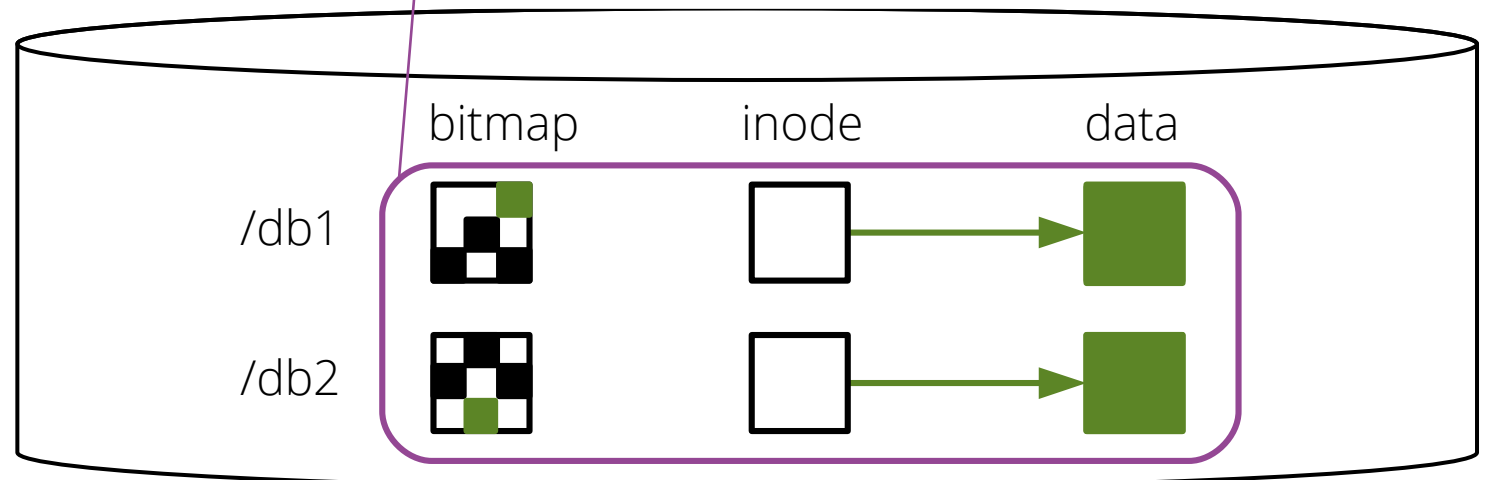 bitmap inode data
/db1
/db2